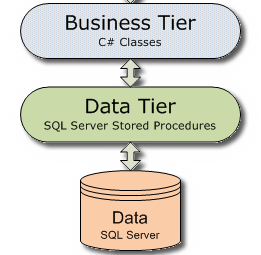 Business Tier
C# Classes
Data Tier
SQL Server Stored Procedures
Data
SQL Server